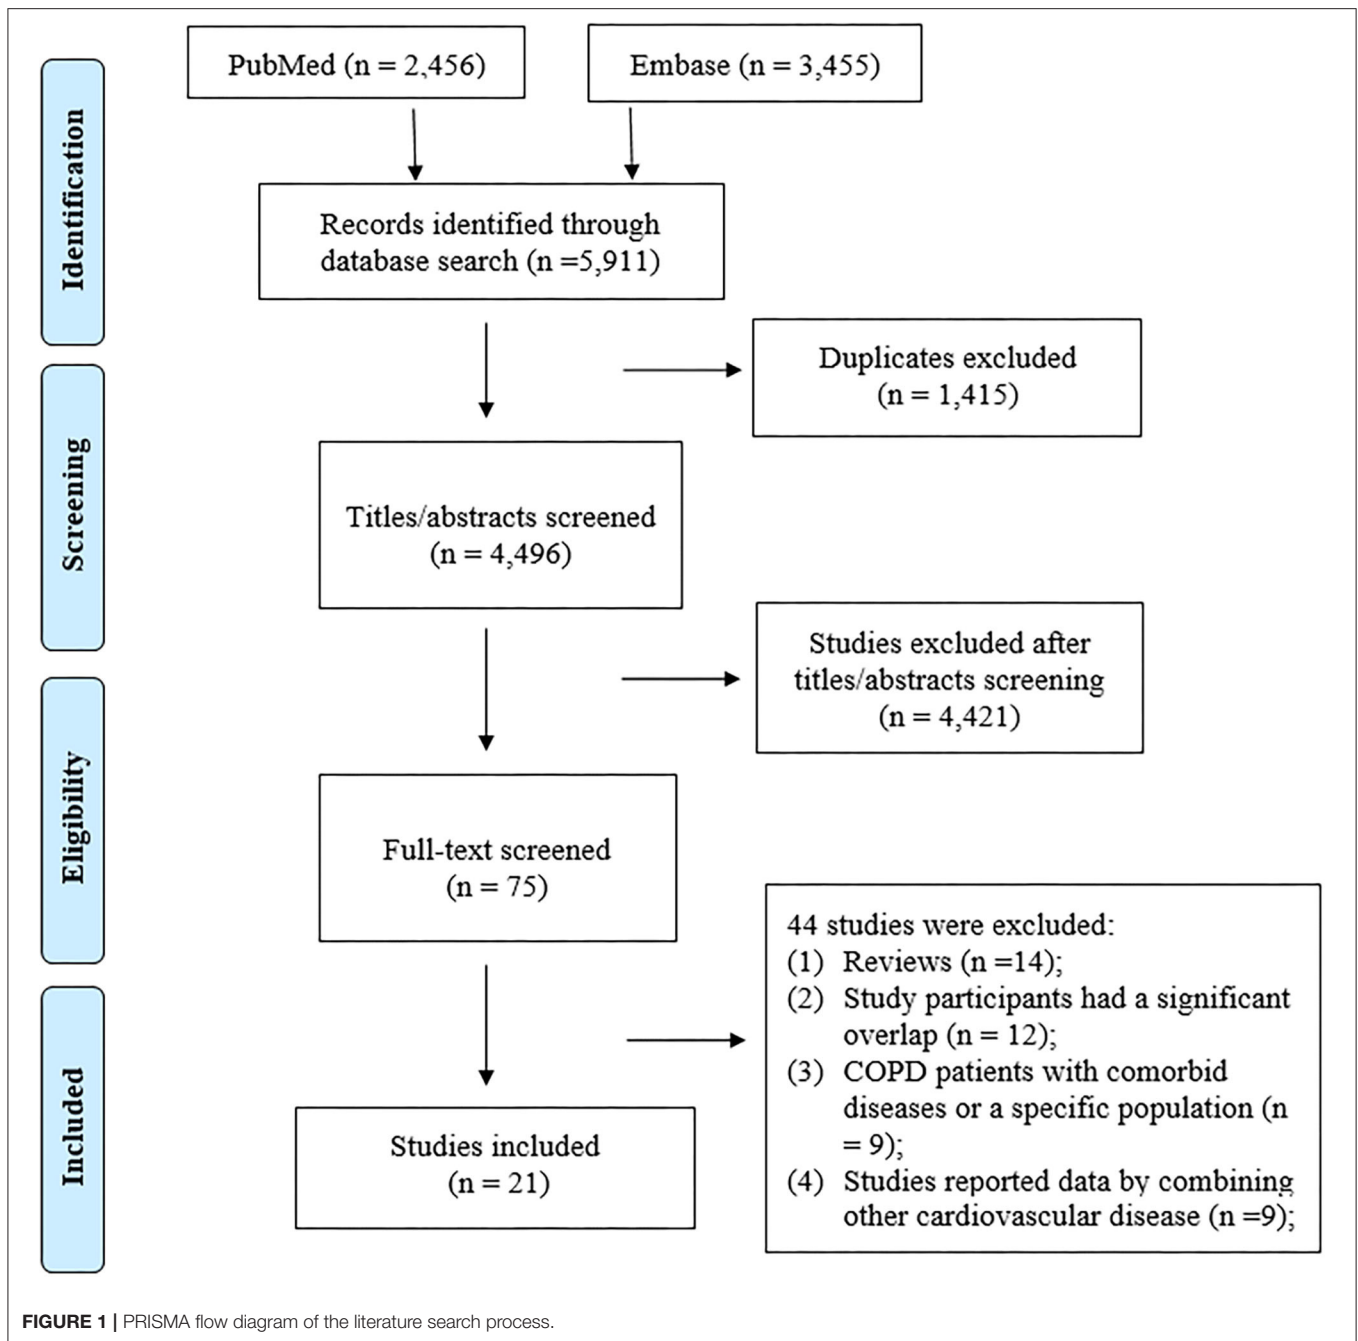 PubMed (n = 2,456)
Embase (n = 3,455)
Identification
Records identified through
database search (n =5,911)
Duplicates excluded
(n = 1,415)
Screening
Titles/abstracts screened
(n = 4,496)
Studies excluded after
titles/abstracts screening
(n = 4,421)
Eligibility
Full-text screened
(n = 75)
44 studies were excluded:
(1) Reviews (n =14);
(2) Study participants had a significant
overlap (n = 12);
(3) COPD patients with comorbid
diseases or a specific population (n
= 9);
(4) Studies reported data by combining
other cardiovascular disease (n =9);
Included
Studies included
(n = 21)
FIGURE 1 | PRISMA flow diagram of the literature search process.